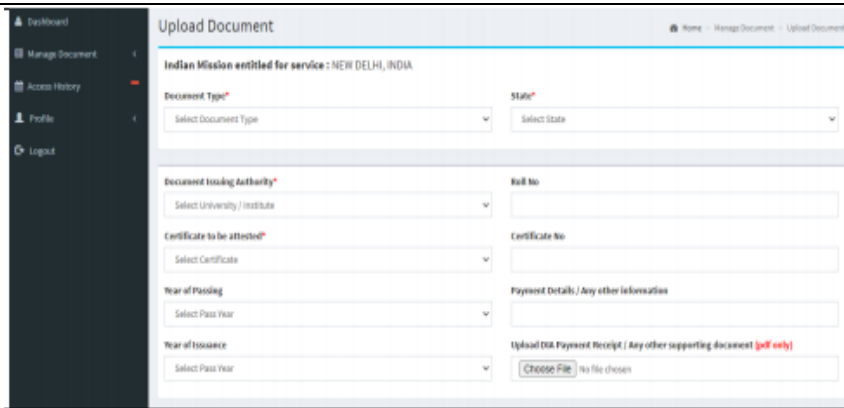 Dashboard
Manage Document
Access History
Profile
Logout
Upload Document
Home - Manage Document - Upload Document
Indian Mission entitled for service : NEW DELHI, INDIA
Document Type* State*
Select Document Type Select State
Document Issuing Authority* Roll No
Select University / Institute
Certificate to be attested* Certificate No
Select Certificate
Year of Passing Payment Details / Any other information
Select Pass Year
Year of Issuance Upload DIA Payment Receipt / Any other supporting document (pdf only)
Select Pass Year Choose File No file chosen